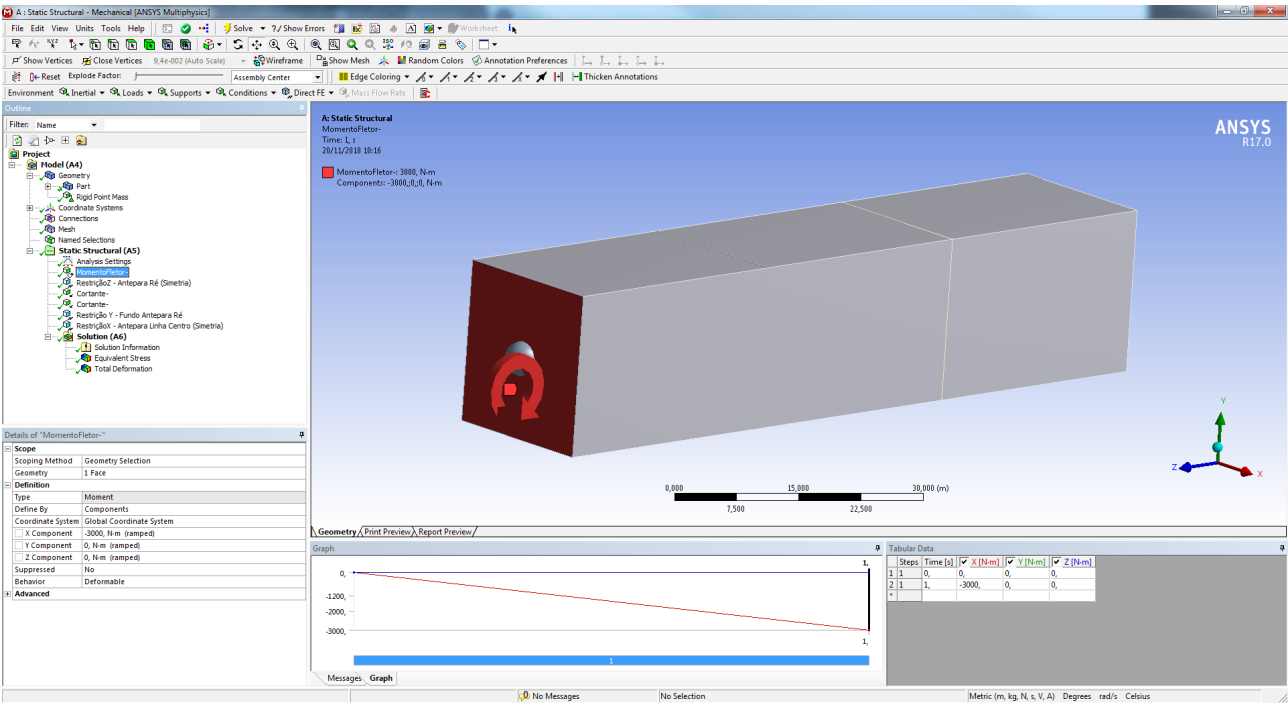 A : Static Structural - Mechanical [ANSYS Multiphysics]
File Edit View Units Tools Help Solve ?/ Show Errors Worksheet
Show Vertices Close Vertices 9,4e-002 (Auto Scale) Wireframe Show Mesh Random Colors Annotation Preferences
Reset Explode Factor: Assembly Center Edge Coloring Thicken Annotations
Environment Inertial Loads Supports Conditions Direct FE Mass Flow Rate
Outline
Filter: Name
Project
Model (A4)
Geometry
Part
Rigid Point Mass
Coordinate Systems
Connections
Mesh
Named Selections
Static Structural (A5)
Analysis Settings
MomentoFletor-
RestriçãoZ - Antepara Ré (Simetria)
Cortante-
Cortante-
Restrição Y - Fundo Antepara Ré
RestriçãoX - Antepara Linha Centro (Simetria)
Solution (A6)
Solution Information
Equivalent Stress
Total Deformation
Details of "MomentoFletor-"
Scope
Scoping Method Geometry Selection
Geometry 1 Face
Definition
Type Moment
Define By Components
Coordinate System Global Coordinate System
X Component -3000, N·m (ramped)
Y Component 0, N·m (ramped)
Z Component 0, N·m (ramped)
Suppressed No
Behavior Deformable
Advanced
A: Static Structural
MomentoFletor-
Time: 1, s
20/11/2018 10:16
MomentoFletor-: 3000, N·m
Components: -3000,;0,;0, N·m
ANSYS
R17.0
Y
Z
X
0,000 15,000 30,000 (m)
7,500 22,500
Geometry Print Preview Report Preview
Graph
1,
0,
-1200,
-2000,
-3000,
1,
1
Messages Graph
Tabular Data
Steps Time [s] X [N·m] Y [N·m] Z [N·m]
1 1 0, 0, 0, 0,
2 1 1, -3000, 0, 0,
*
0 No Messages No Selection Metric (m, kg, N, s, V, A) Degrees rad/s Celsius